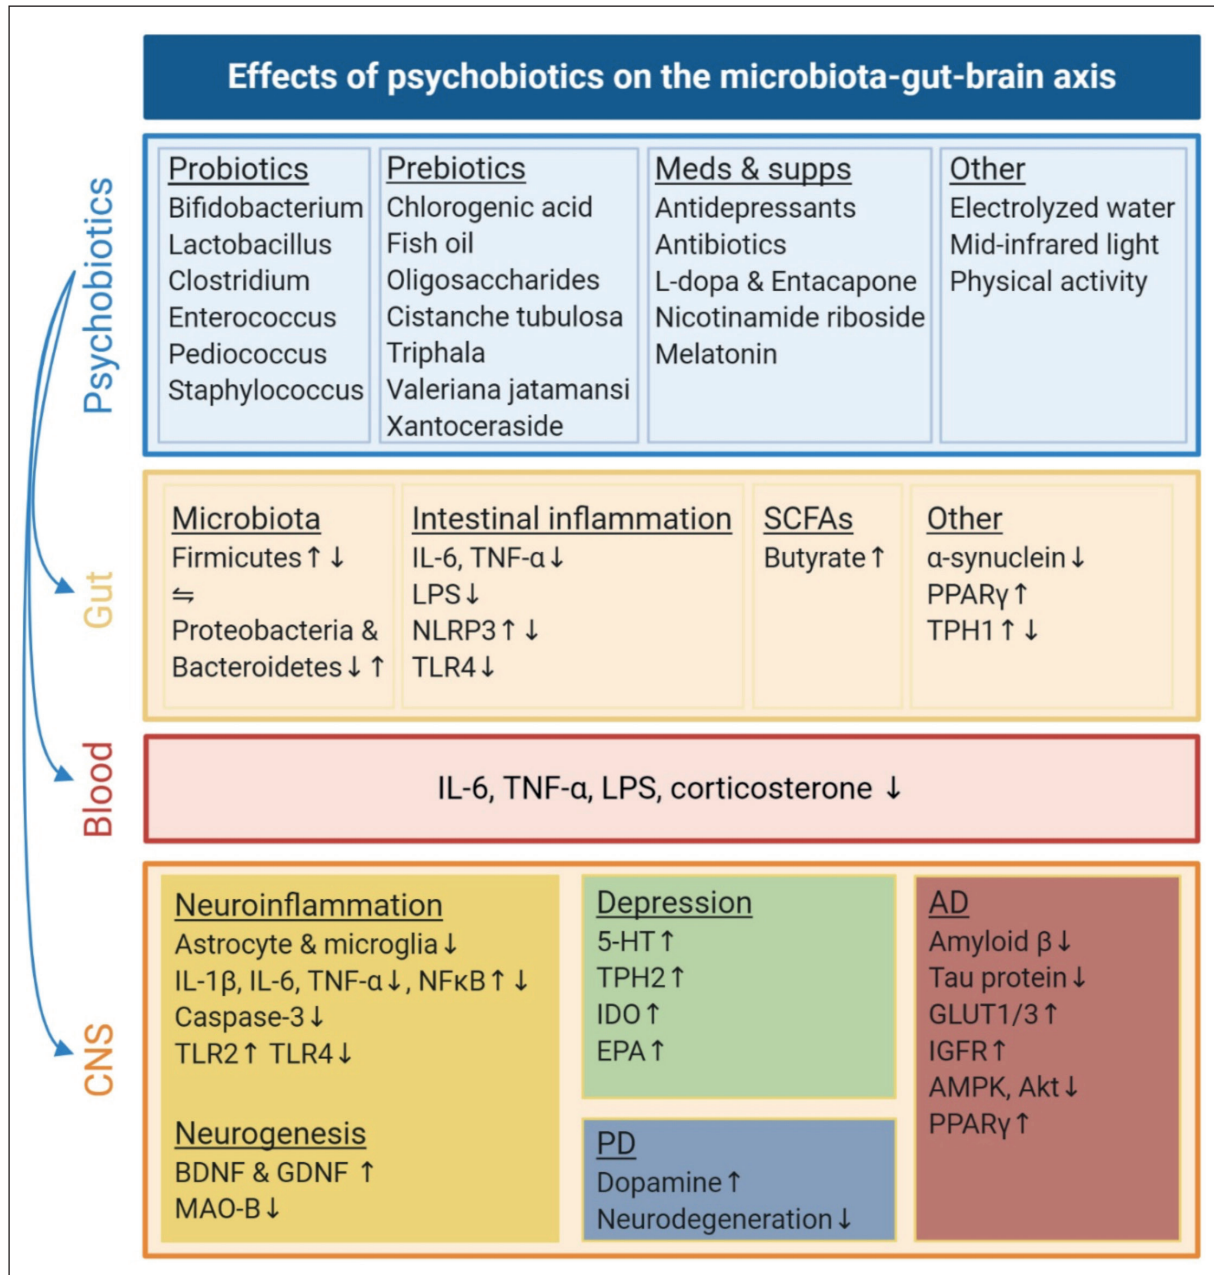 Effects of psychobiotics on the microbiota-gut-brain axis
Psychobiotics
Probiotics
Bifidobacterium
Lactobacillus
Clostridium
Enterococcus
Pediococcus
Staphylococcus
Prebiotics
Chlorogenic acid
Fish oil
Oligosaccharides
Cistanche tubulosa
Triphala
Valeriana jatamansi
Xantoceraside
Meds & supps
Antidepressants
Antibiotics
L-dopa & Entacapone
Nicotinamide riboside
Melatonin
Other
Electrolyzed water
Mid-infrared light
Physical activity
Gut
Microbiota
Firmicutes↑↓
⇋
Proteobacteria &
Bacteroidetes↓↑
Intestinal inflammation
IL-6, TNF-α↓
LPS↓
NLRP3↑↓
TLR4↓
SCFAs
Butyrate↑
Other
α-synuclein↓
PPARγ↑
TPH1↑↓
Blood
IL-6, TNF-α, LPS, corticosterone ↓
CNS
Neuroinflammation
Astrocyte & microglia↓
IL-1β, IL-6, TNF-α↓, NFκB↑↓
Caspase-3↓
TLR2↑ TLR4↓
Neurogenesis
BDNF & GDNF ↑
MAO-B↓
Depression
5-HT↑
TPH2↑
IDO↑
EPA↑
PD
Dopamine↑
Neurodegeneration↓
AD
Amyloid β↓
Tau protein↓
GLUT1/3↑
IGFR↑
AMPK, Akt↓
PPARγ↑